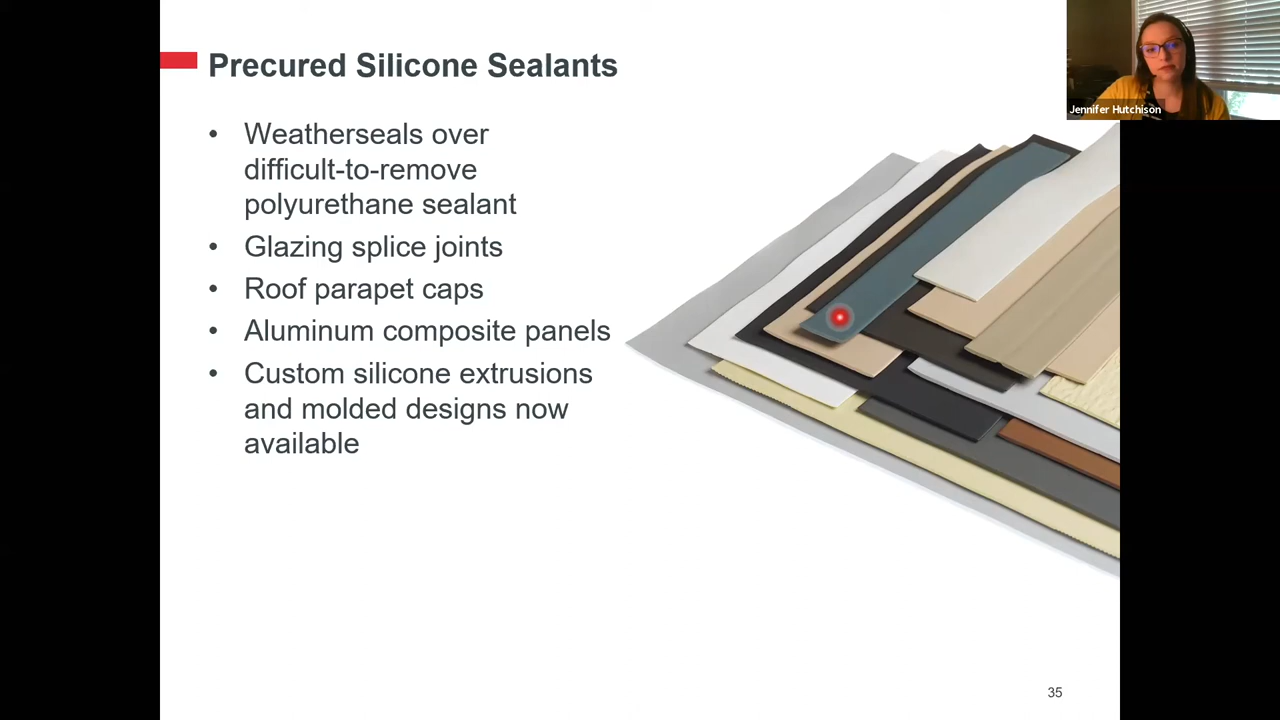 Precured Silicone Sealants
• Weatherseals over
difficult-to-remove
polyurethane sealant
• Glazing splice joints
• Roof parapet caps
• Aluminum composite panels
• Custom silicone extrusions
and molded designs now
available
Jennifer Hutchison
35